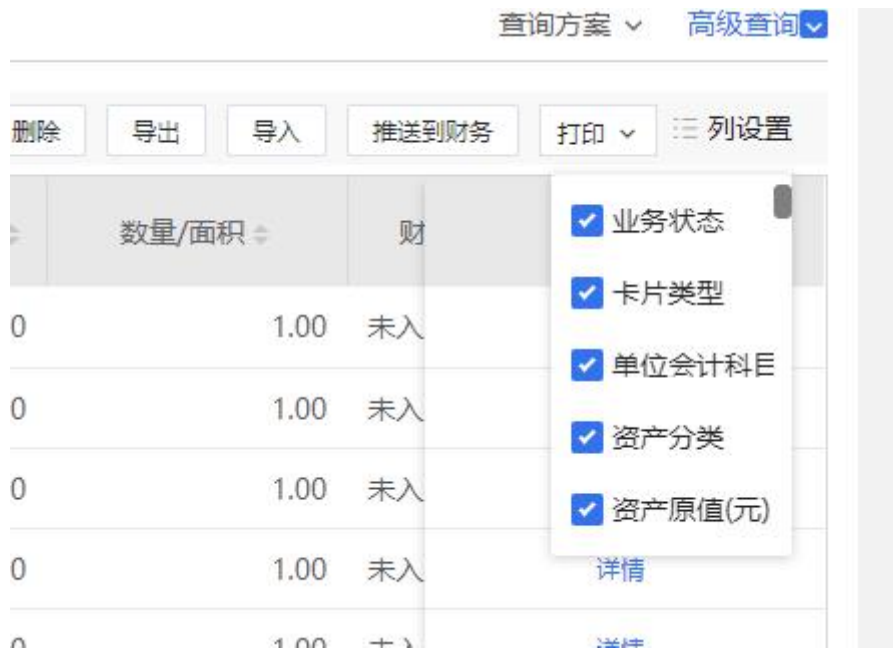 查询方案 高级查询
删除 导出 导入 推送到财务 打印 列设置
数量/面积 财
业务状态
卡片类型
0 1.00 未入
单位会计科目
0 1.00 未入
资产分类
0 1.00 未入
资产原值(元)
0 1.00 未入 详情
1.00 详情